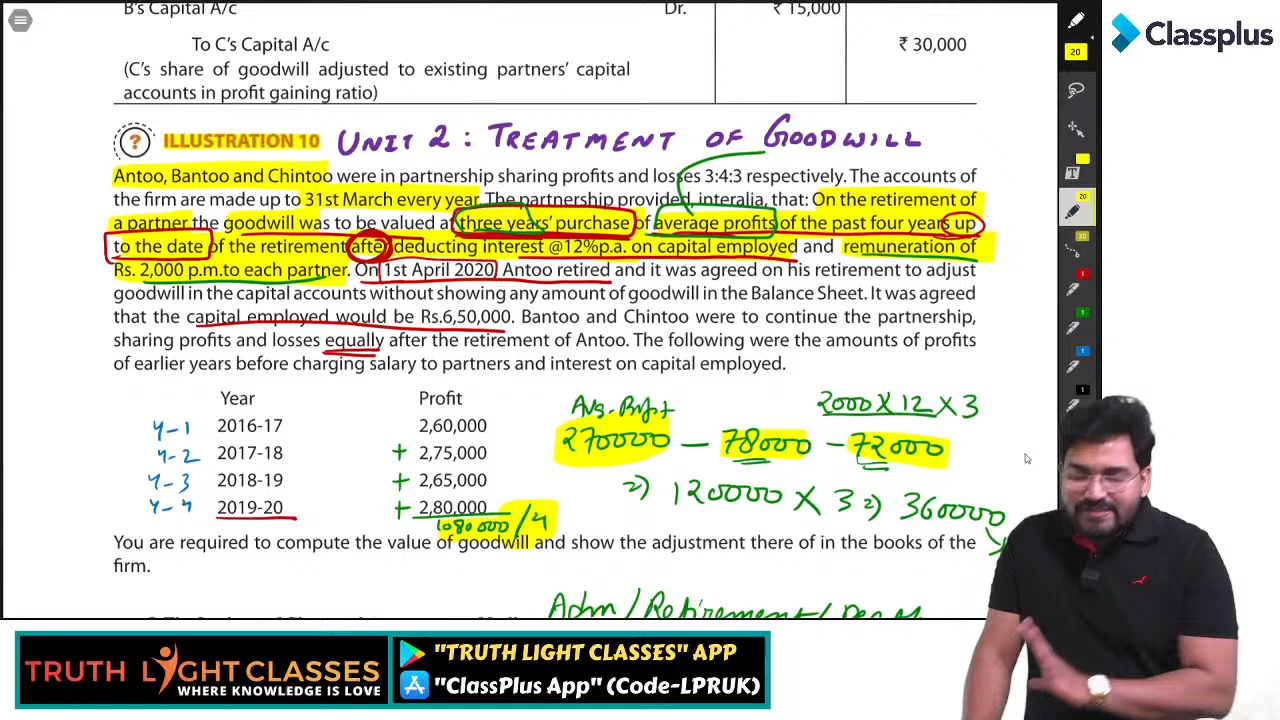 B's Capital A/c Dr. ₹ 15,000
To C's Capital A/c ₹ 30,000
(C's share of goodwill adjusted to existing partners' capital
accounts in profit gaining ratio)
20
Classplus
? ILLUSTRATION 10 UNIT 2 : TREATMENT OF GOODWILL
Antoo, Bantoo and Chintoo were in partnership sharing profits and losses 3:4:3 respectively. The accounts
of the firm are made up to 31st March every year. The partnership provided, interalia, that: On the retirement of
a partner the goodwill was to be valued at three years' purchase of average profits of the past four years up
to the date of the retirement after deducting interest @12%p.a. on capital employed and remuneration of
Rs. 2,000 p.m.to each partner. On 1st April 2020 Antoo retired and it was agreed on his retirement to adjust
goodwill in the capital accounts without showing any amount of goodwill in the Balance Sheet. It was agreed
that the capital employed would be Rs.6,50,000. Bantoo and Chintoo were to continue the partnership,
sharing profits and losses equally after the retirement of Antoo. The following were the amounts of profits
of earlier years before charging salary to partners and interest on capital employed.
Year Profit
Y-1 2016-17 2,60,000
Y-2 2017-18 + 2,75,000
Y-3 2018-19 + 2,65,000
Y-4 2019-20 + 2,80,000
1080000/4
Avg. Profit 2000 X 12 X 3
270000 – 78000 – 72000
=) 120000 X 3 =) 360000
You are required to compute the value of goodwill and show the adjustment there of in the books of the
firm.
Adm / Retirement /
T
20
1
1
1
1
TRUTH LIGHT CLASSES
WHERE KNOWLEDGE IS LOVE
"TRUTH LIGHT CLASSES" APP
"ClassPlus App" (Code-LPRUK)